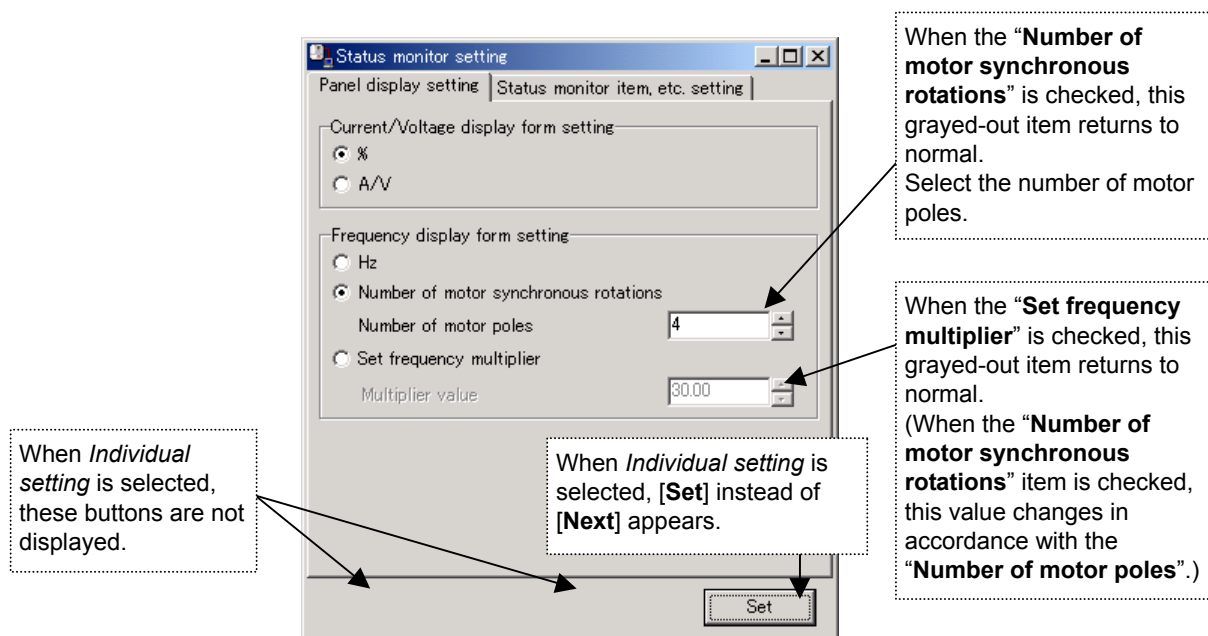 Status monitor setting
Panel display setting
Status monitor item, etc. setting
Current/Voltage display form setting
%
A/V
Frequency display form setting
Hz
Number of motor synchronous rotations
Number of motor poles
4
Set frequency multiplier
Multiplier value
30.00
Set
When the “Number of
motor synchronous
rotations” is checked, this
grayed-out item returns to
normal.
Select the number of motor
poles.
When the “Set frequency
multiplier” is checked, this
grayed-out item returns to
normal.
(When the “Number of
motor synchronous
rotations” item is checked,
this value changes in
accordance with the
“Number of motor poles”.)
When Individual
setting is selected,
these buttons are not
displayed.
When Individual setting is
selected, [Set] instead of
[Next] appears.